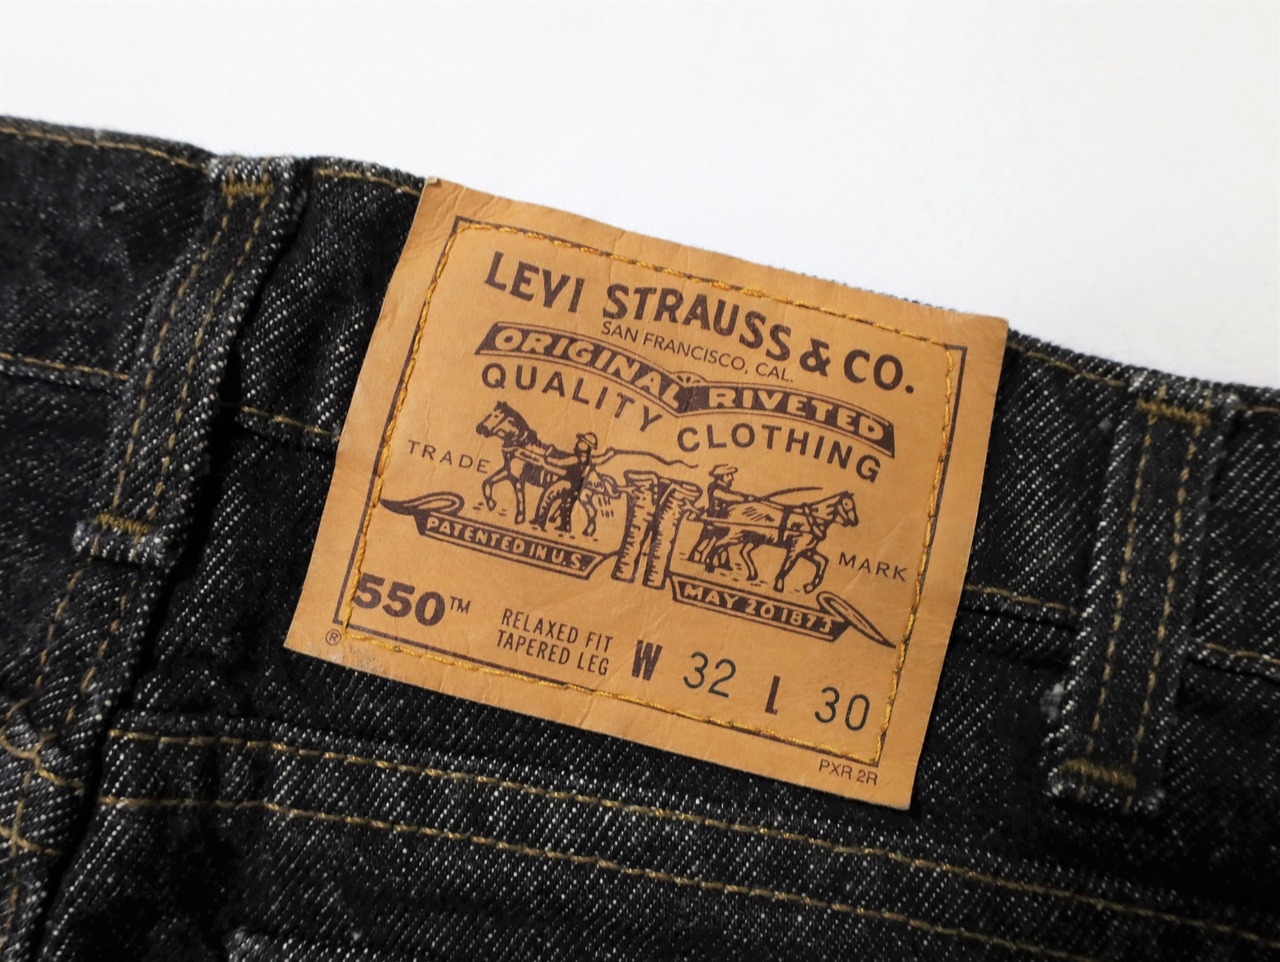 LEVI STRAUSS & CO.
SAN FRANCISCO, CAL.
ORIGINAL RIVETED
QUALITY CLOTHING
TRADE MARK
PATENTED IN U.S. MAY 20 1873
550™ RELAXED FIT
TAPERED LEG
W 32 L 30
®
PXR 2R